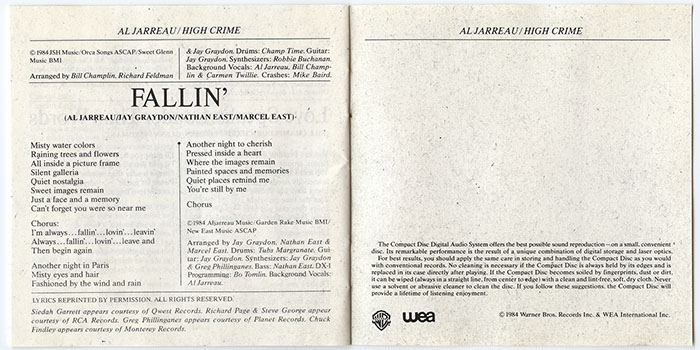 AL JARREAU/HIGH CRIME
© 1984 JSH Music/Orca Songs ASCAP/Sweet Glenn
Music BMI
Arranged by Bill Champlin, Richard Feldman
& Jay Graydon. Drums: Champ Time. Guitar:
Jay Graydon. Synthesizers: Robbie Buchanan.
Background Vocals: Al Jarreau, Bill Champ-
lin & Carmen Twillie. Crashes: Mike Baird.
FALLIN'
(AL JARREAU/JAY GRAYDON/NATHAN EAST/MARCEL EAST)
Misty water colors
Raining trees and flowers
All inside a picture frame
Silent galleria
Quiet nostalgia
Sweet images remain
Just a face and a memory
Can't forget you were so near me
Chorus:
I'm always...fallin'...lovin'...leavin'
Always...fallin'...lovin'...leave and
Then begin again
Another night in Paris
Misty eyes and hair
Fashioned by the wind and rain
Another night to cherish
Pressed inside a heart
Where the images remain
Painted spaces and memories
Quiet places remind me
You're still by me
Chorus
© 1984 Aljarreau Music/Garden Rake Music BMI/
New East Music ASCAP
Arranged by Jay Graydon, Nathan East &
Marcel East. Drums: Tubs Margranate. Gui-
tar: Jay Graydon. Synthesizers: Jay Graydon
& Greg Phillinganes. Bass: Nathan East. DX-1
Programming: Bo Tomlin. Background Vocals:
Al Jarreau.
LYRICS REPRINTED BY PERMISSION. ALL RIGHTS RESERVED.
Siedah Garrett appears courtesy of Qwest Records. Richard Page & Steve George appear
courtesy of RCA Records. Greg Phillinganes appears courtesy of Planet Records. Chuck
Findley appears courtesy of Monterey Records.
AL JARREAU/HIGH CRIME
The Compact Disc Digital Audio System offers the best possible sound reproduction—on a small, convenient
disc. Its remarkable performance is the result of a unique combination of digital storage and laser optics.
For best results, you should apply the same care in storing and handling the Compact Disc as you would
with conventional records. No cleaning is necessary if the Compact Disc is always held by its edges and is
replaced in its case directly after playing. If the Compact Disc becomes soiled by fingerprints, dust or dirt,
it can be wiped (always in a straight line, from center to edge) with a clean and lint-free, soft, dry cloth. Never
use a solvent or abrasive cleaner to clean the disc. If you follow these suggestions, the Compact Disc will
provide a lifetime of listening enjoyment.
wea
© 1984 Warner Bros. Records Inc. & WEA International Inc.